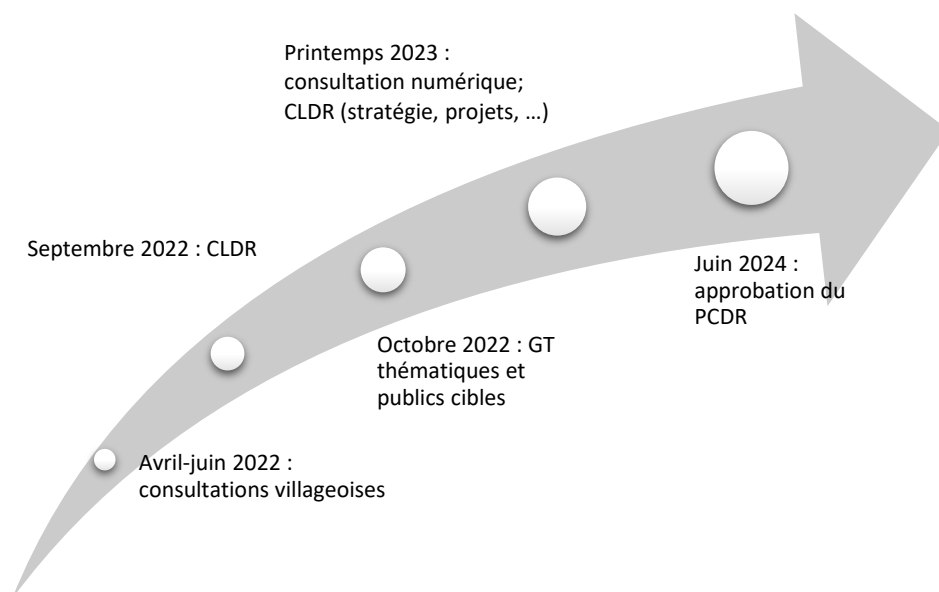 Printemps 2023 :
consultation numérique;
CLDR (stratégie, projets, …)
Septembre 2022 : CLDR
Juin 2024 :
approbation du
PCDR
Octobre 2022 : GT
thématiques et
publics cibles
Avril-juin 2022 :
consultations villageoises